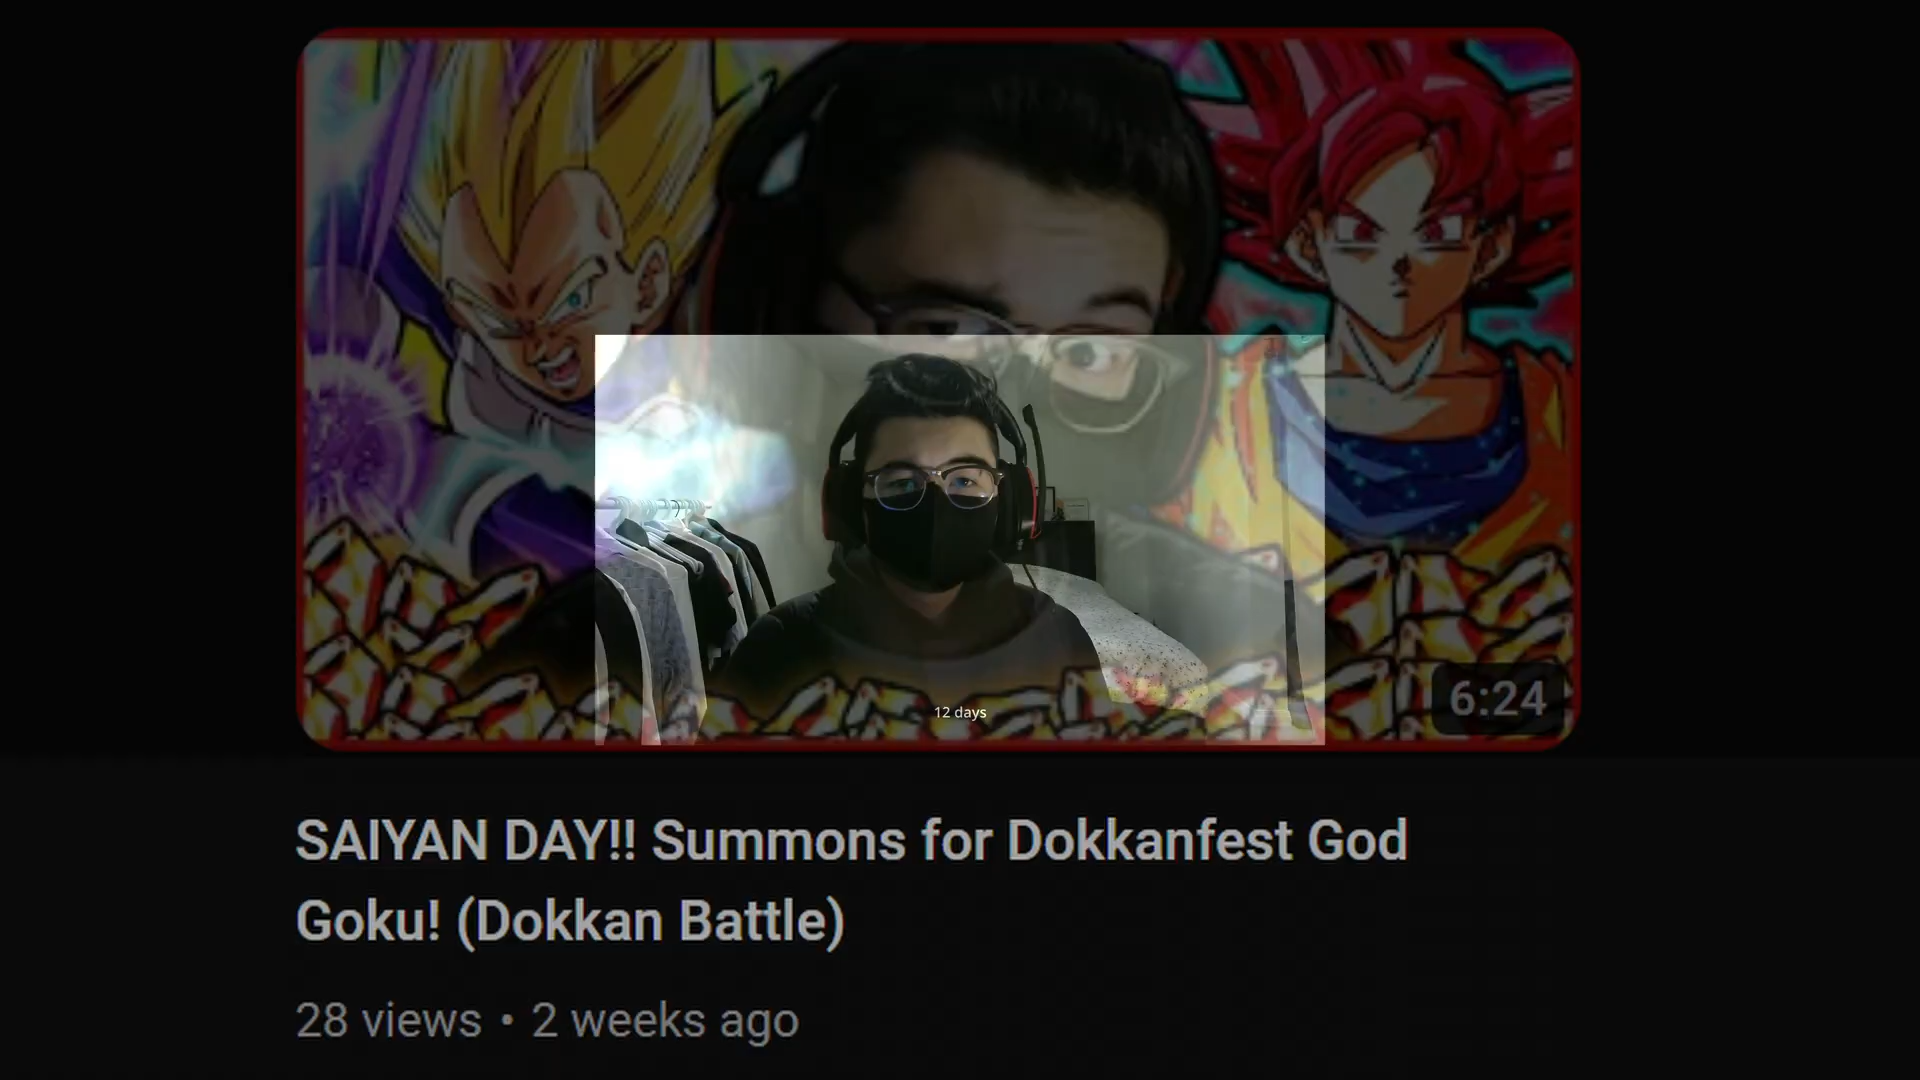 6:24
12 days
SAIYAN DAY!! Summons for Dokkanfest God
Goku! (Dokkan Battle)
28 views • 2 weeks ago